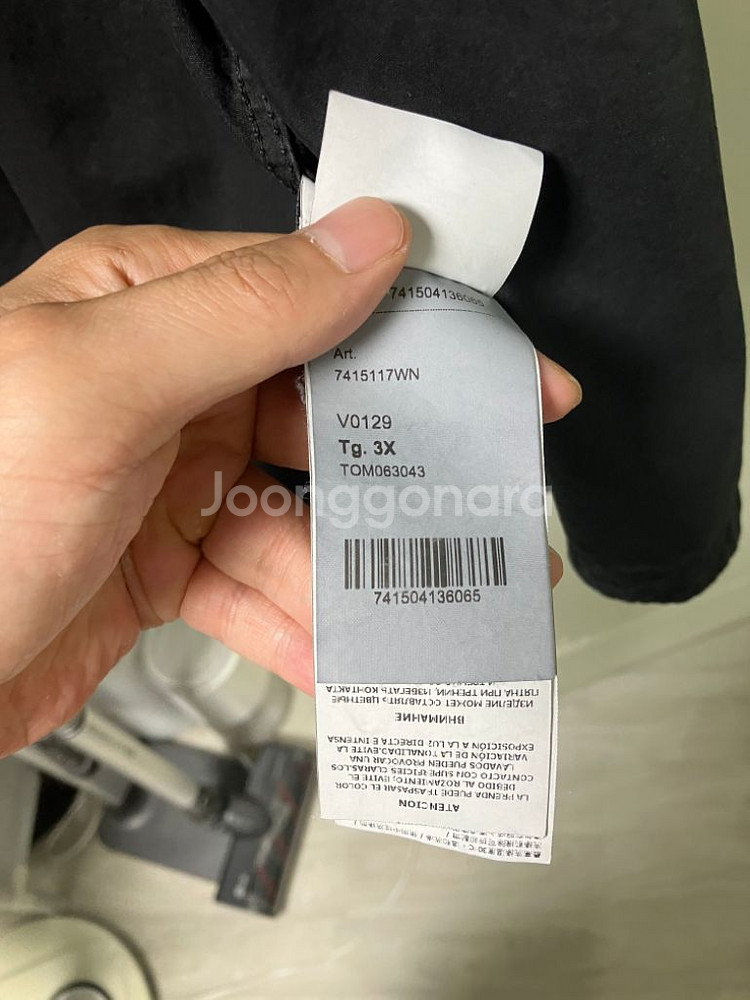 741504136065
Art.
7415117WN
V0129
Tg. 3X
TOM063043
Joonggonara
741504136065
ATENCION
LA PRENDA PUEDE TRASPASAR EL COLOR
DEBIDO AL ROZAMIENTO; EVITE EL
CONTACTO CON SUPERFICIES CLARAS.LOS
LAVADOS PUEDEN PROVOCAR UNA
VARIACIÓN DE LA TONALIDAD.EVITE LA
EXPOSICIÓN A LA LUZ DIRECTA E INTENSA
ВНИМАНИЕ
ИЗДЕЛИЕ МОЖЕТ ОСТАВЛЯТЬ ЦВЕТНЫЕ
ПЯТНА ПРИ ТРЕНИИ, ИЗБЕГАТЬ КОНТАКТА